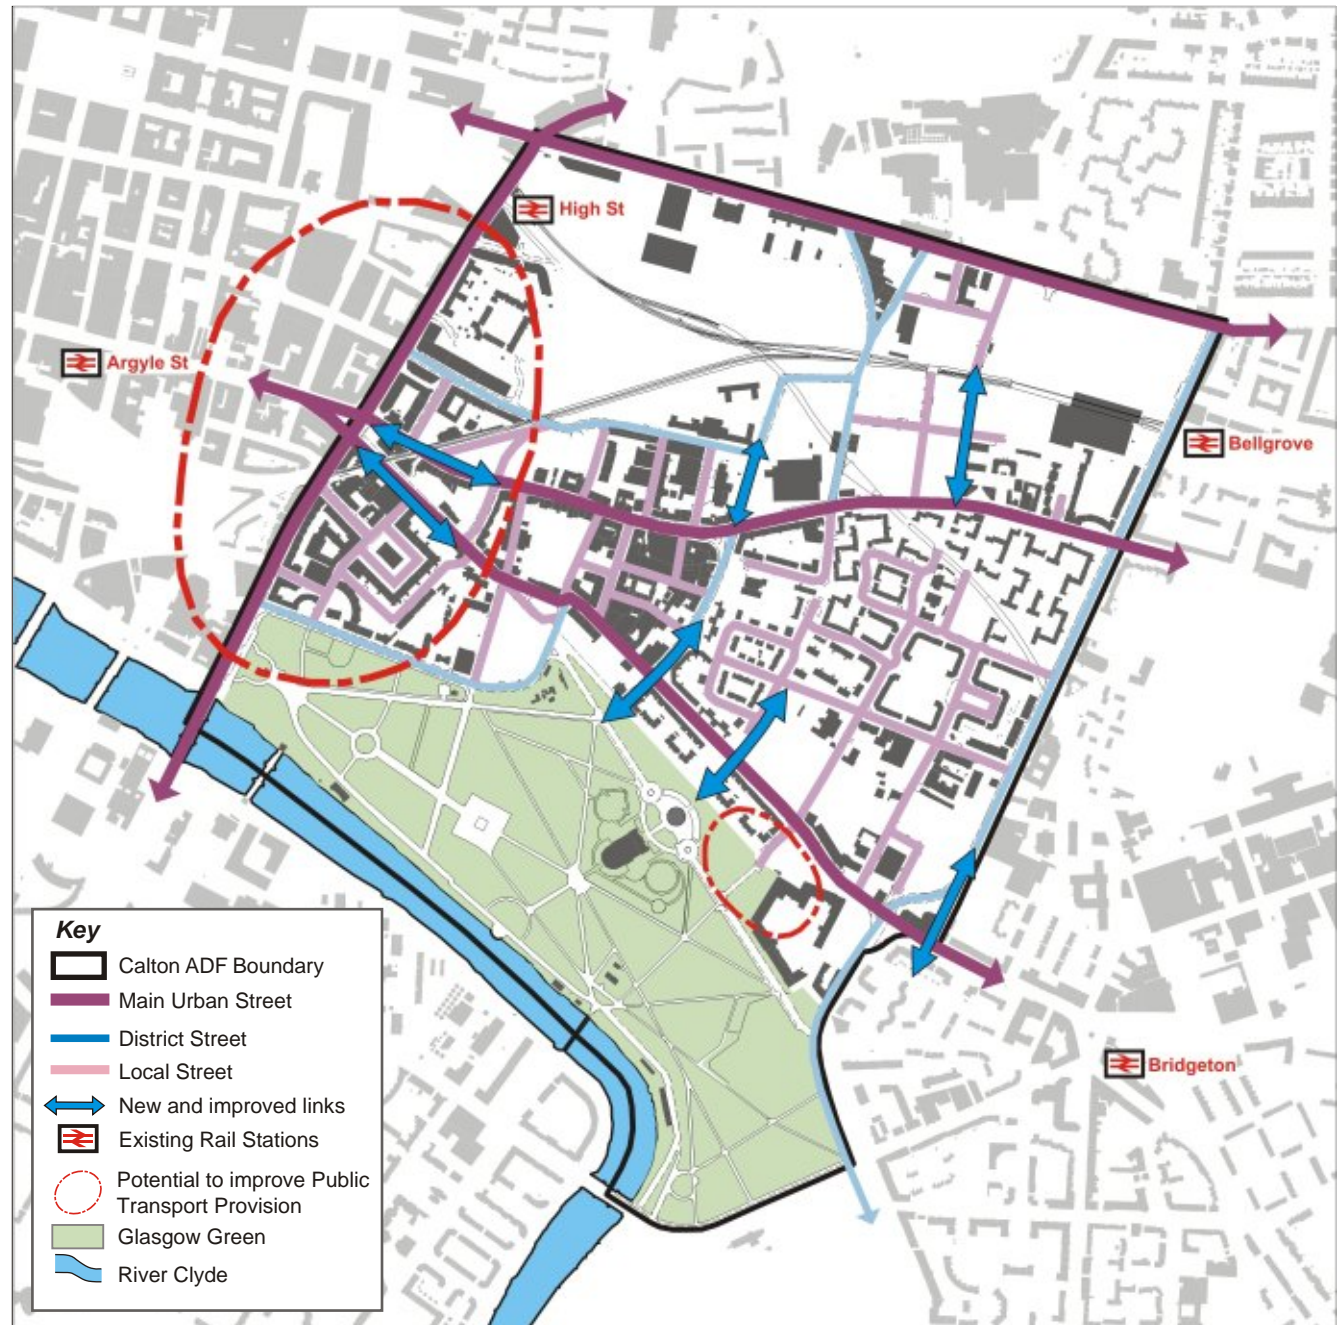 High St
Argyle St
Bellgrove
Bridgeton
Key
Calton ADF Boundary
Main Urban Street
District Street
Local Street
New and improved links
Existing Rail Stations
Potential to improve Public
Transport Provision
Glasgow Green
River Clyde